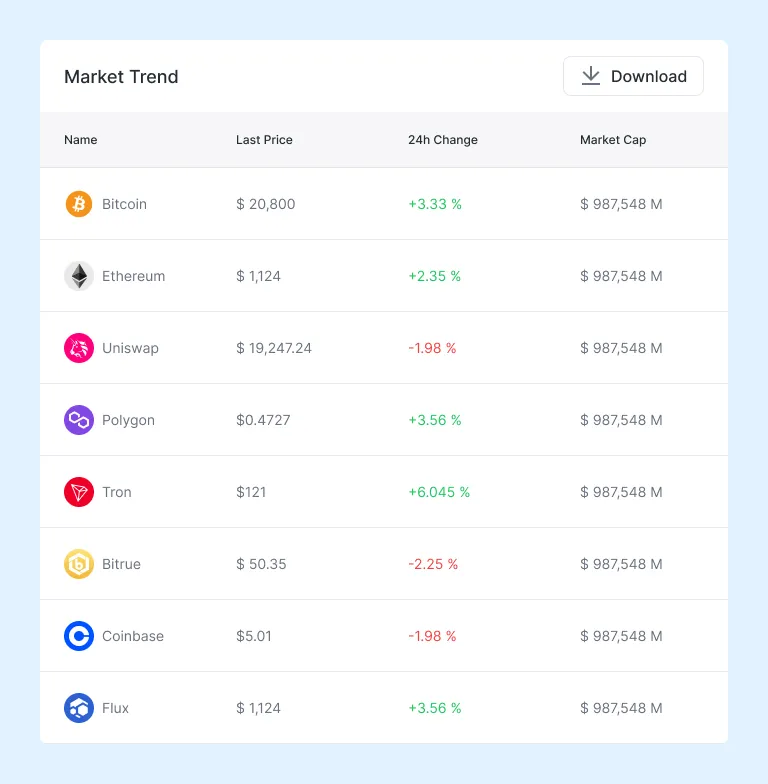 Market Trend
Download
Name Last Price 24h Change Market Cap
Bitcoin $ 20,800 +3.33 % $ 987,548 M
Ethereum $ 1,124 +2.35 % $ 987,548 M
Uniswap $ 19,247.24 -1.98 % $ 987,548 M
Polygon $0.4727 +3.56 % $ 987,548 M
Tron $121 +6.045 % $ 987,548 M
Bitrue $ 50.35 -2.25 % $ 987,548 M
Coinbase $5.01 -1.98 % $ 987,548 M
Flux $ 1,124 +3.56 % $ 987,548 M